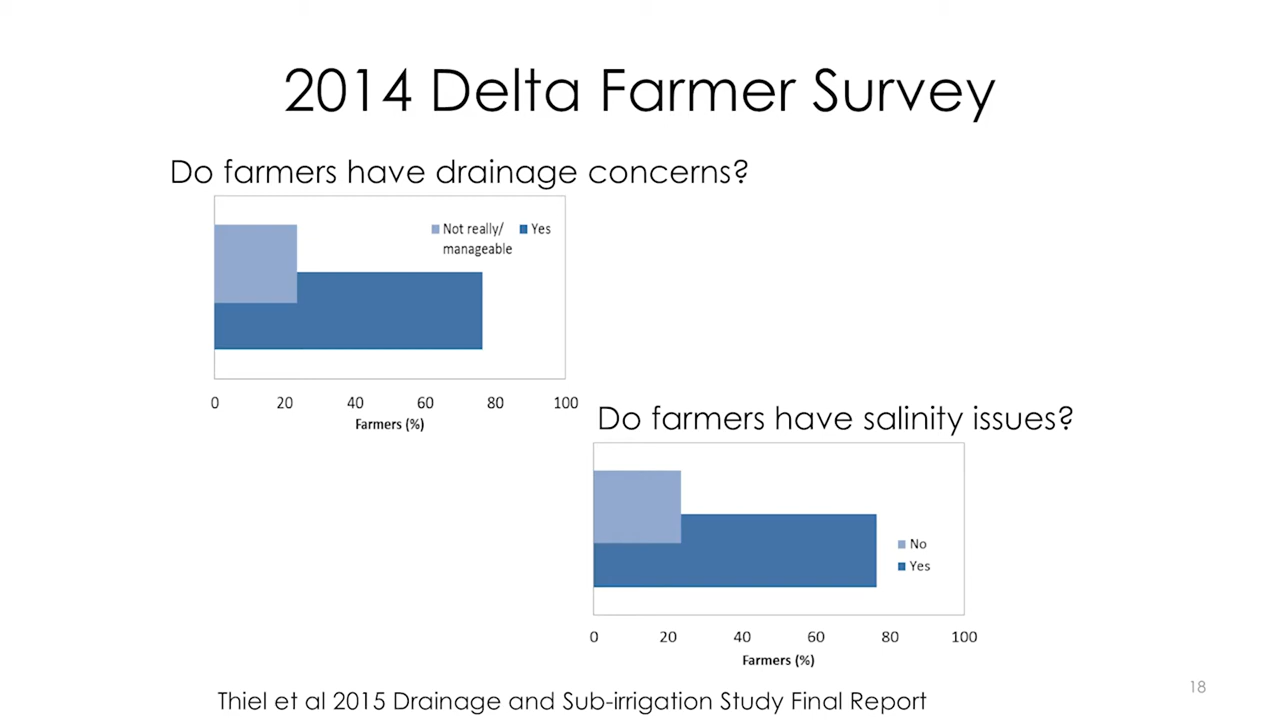 2014 Delta Farmer Survey
Do farmers have drainage concerns?
Not really/ Yes
manageable
0 20 40 60 80 100
Farmers (%)
Do farmers have salinity issues?
No
Yes
0 20 40 60 80 100
Farmers (%)
Thiel et al 2015 Drainage and Sub-irrigation Study Final Report
18